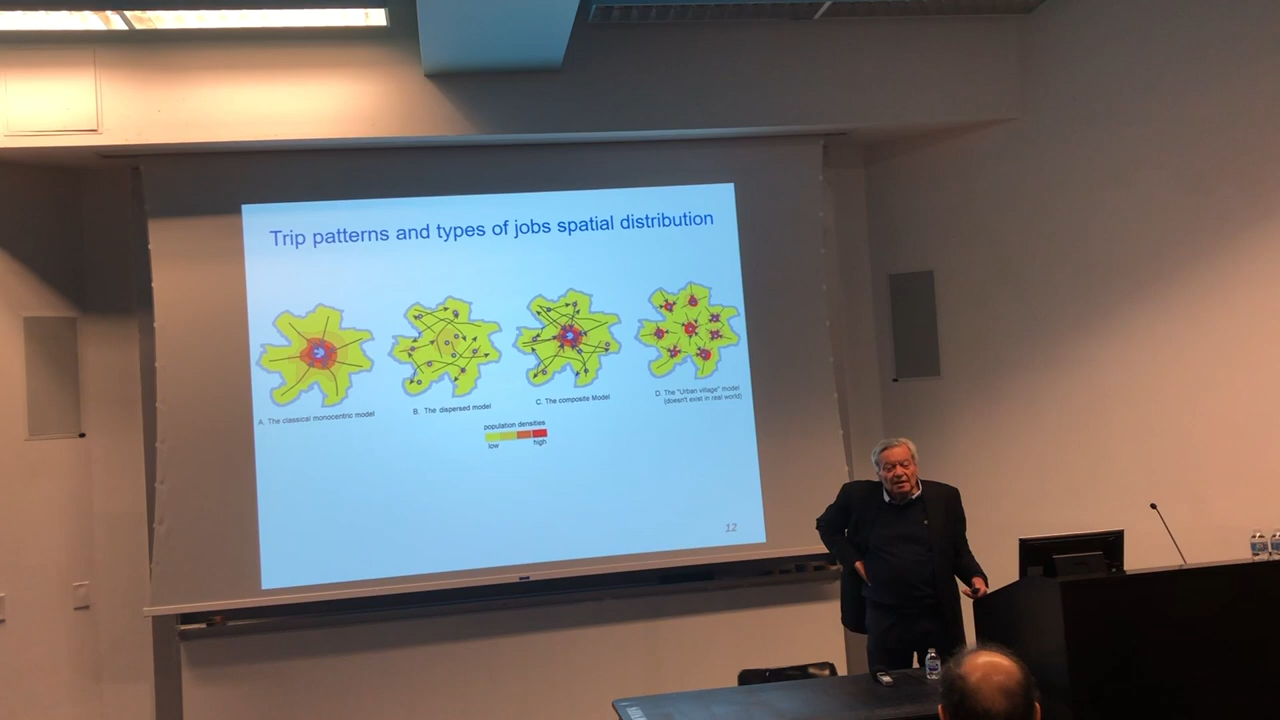 Trip patterns and types of jobs spatial distribution
A. The classical monocentric model
B. The dispersed model
C. The composite Model
D. The "Urban village" model
(doesn't exist in real world)
population densities
low high
12